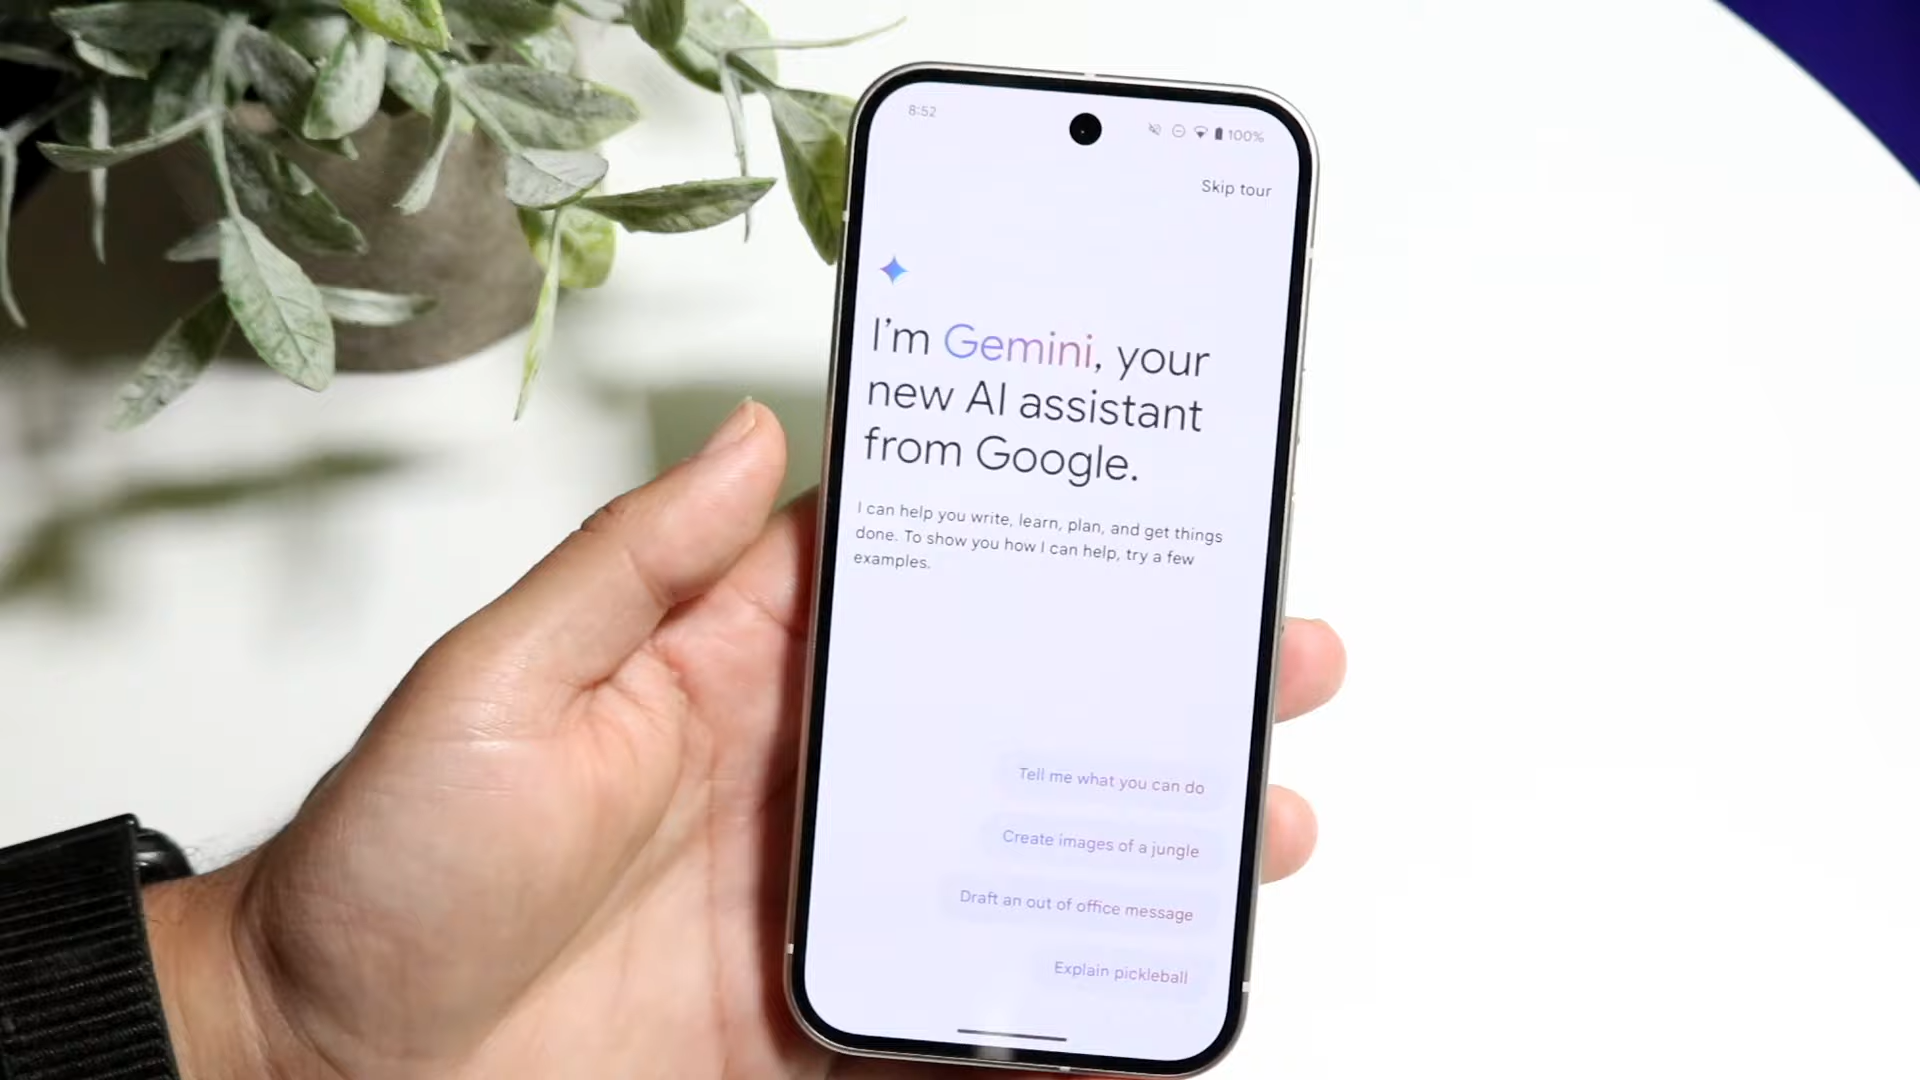 8:52
100%
Skip tour
I'm Gemini, your
new AI assistant
from Google.
I can help you write, learn, plan, and get things
done. To show you how I can help, try a few
examples.
Tell me what you can do
Create images of a jungle
Draft an out of office message
Explain pickleball